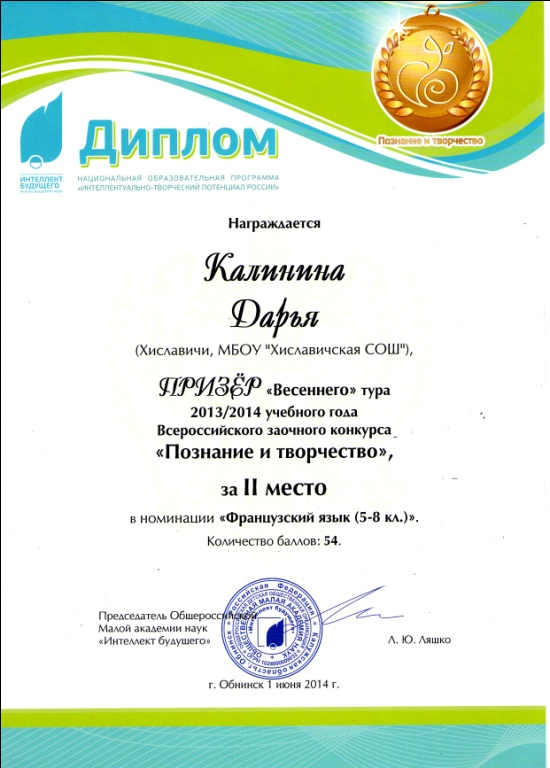 Познание и творчество
ИНТЕЛЛЕКТ
БУДУЩЕГО
Диплом
НАЦИОНАЛЬНАЯ ОБРАЗОВАТЕЛЬНАЯ ПРОГРАММА
«ИНТЕЛЛЕКТУАЛЬНО-ТВОРЧЕСКИЙ ПОТЕНЦИАЛ РОССИИ»
Награждается
Калинина
Дарья
(Хиславичи, МБОУ "Хиславичская СОШ"),
ПРИЗЁР «Весеннего» тура
2013/2014 учебного года
Всероссийского заочного конкурса
«Познание и творчество»,
за II место
в номинации «Французский язык (5-8 кл.)».
Количество баллов: 54.
Председатель Общероссийской
Малой академии наук
«Интеллект будущего»
Л. Ю. Ляшко
г. Обнинск 1 июня 2014 г.